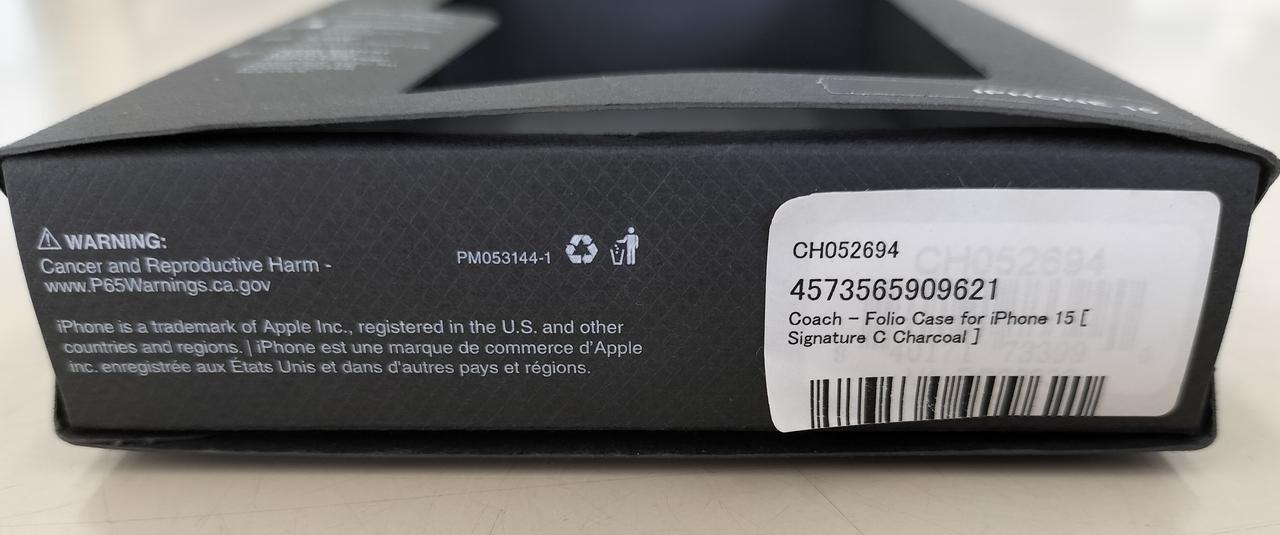 WARNING:
Cancer and Reproductive Harm -
www.P65Warnings.ca.gov
PM053144-1
iPhone is a trademark of Apple Inc., registered in the U.S. and other
countries and regions. | iPhone est une marque de commerce d'Apple
inc. enregistrée aux États Unis et dans d'autres pays et régions.
CH052694
4573565909621
Coach - Folio Case for iPhone 15 [
Signature C Charcoal ]
CH052694